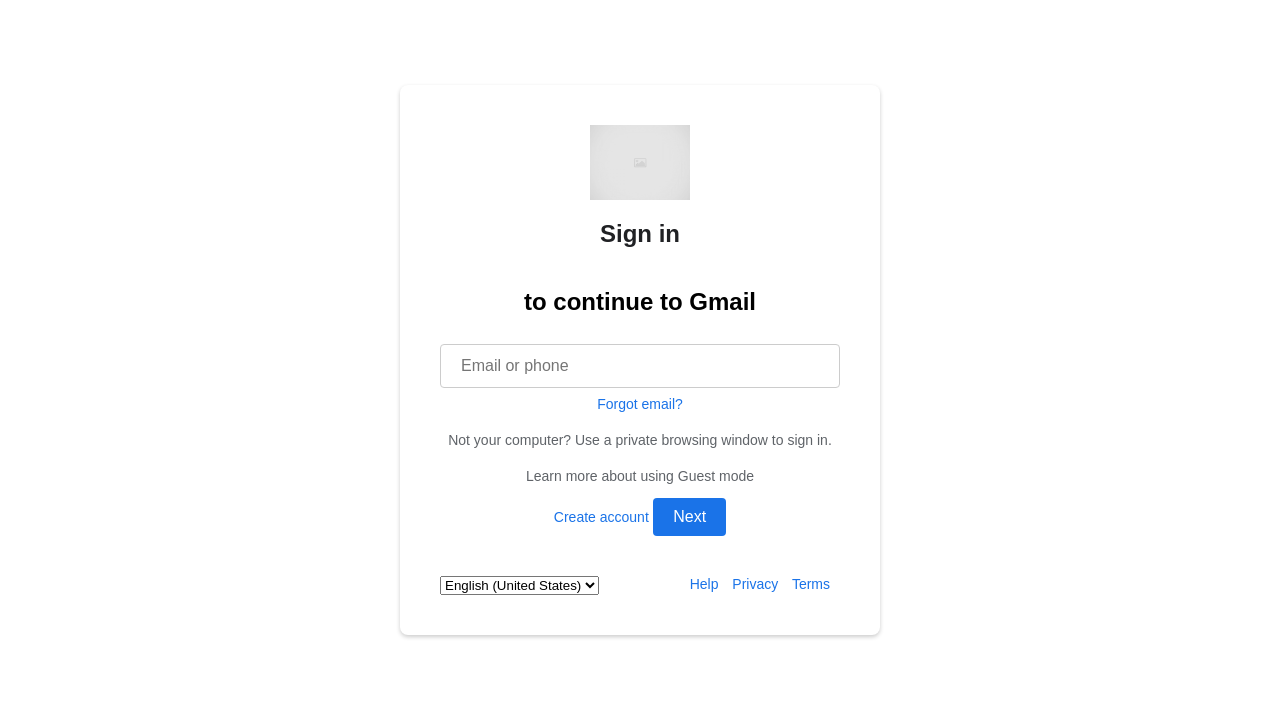 Sign in
to continue to Gmail
Email or phone
Forgot email?
Not your computer? Use a private browsing window to sign in.
Learn more about using Guest mode
Create account Next
English (United States) Help Privacy Terms